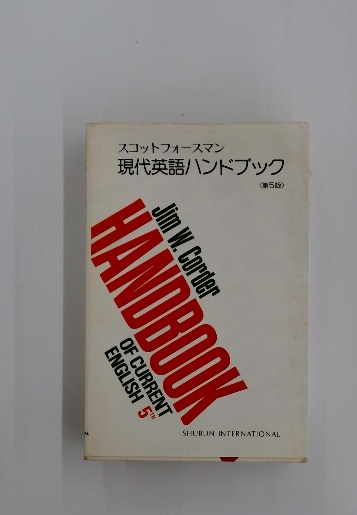 スコットフォースマン
現代英語ハンドブック
〈第5版〉
Jim W. Corder
HANDBOOK
OF CURRENT
ENGLISH 5TH
SHUBUN INTERNATIONAL